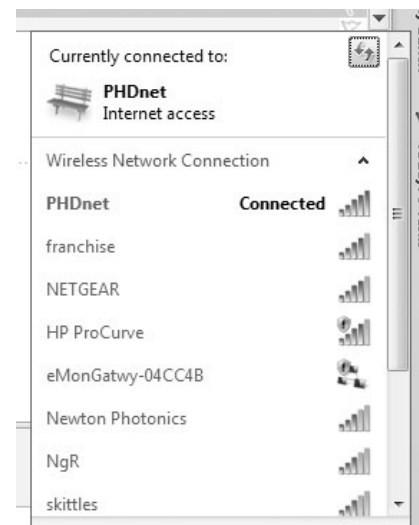 Currently connected to:
PHDnet
Internet access
Wireless Network Connection
PHDnet Connected
franchise
NETGEAR
HP ProCurve
eMonGatwy-04CC4B
Newton Photonics
NgR
skittles